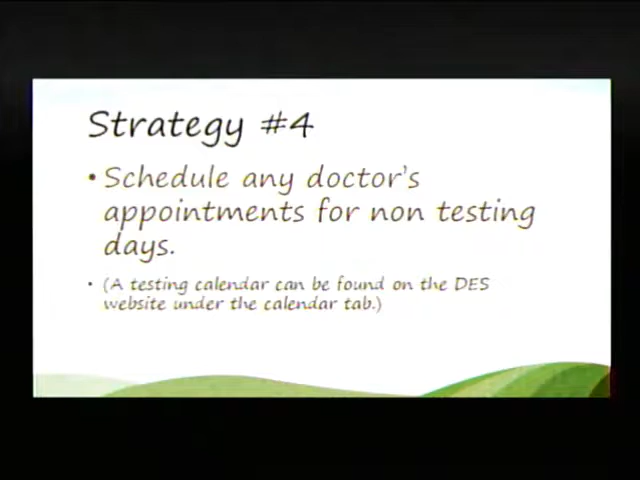 Strategy #4
• Schedule any doctor's
appointments for non testing
days.
• (A testing calendar can be found on the DES
website under the calendar tab.)